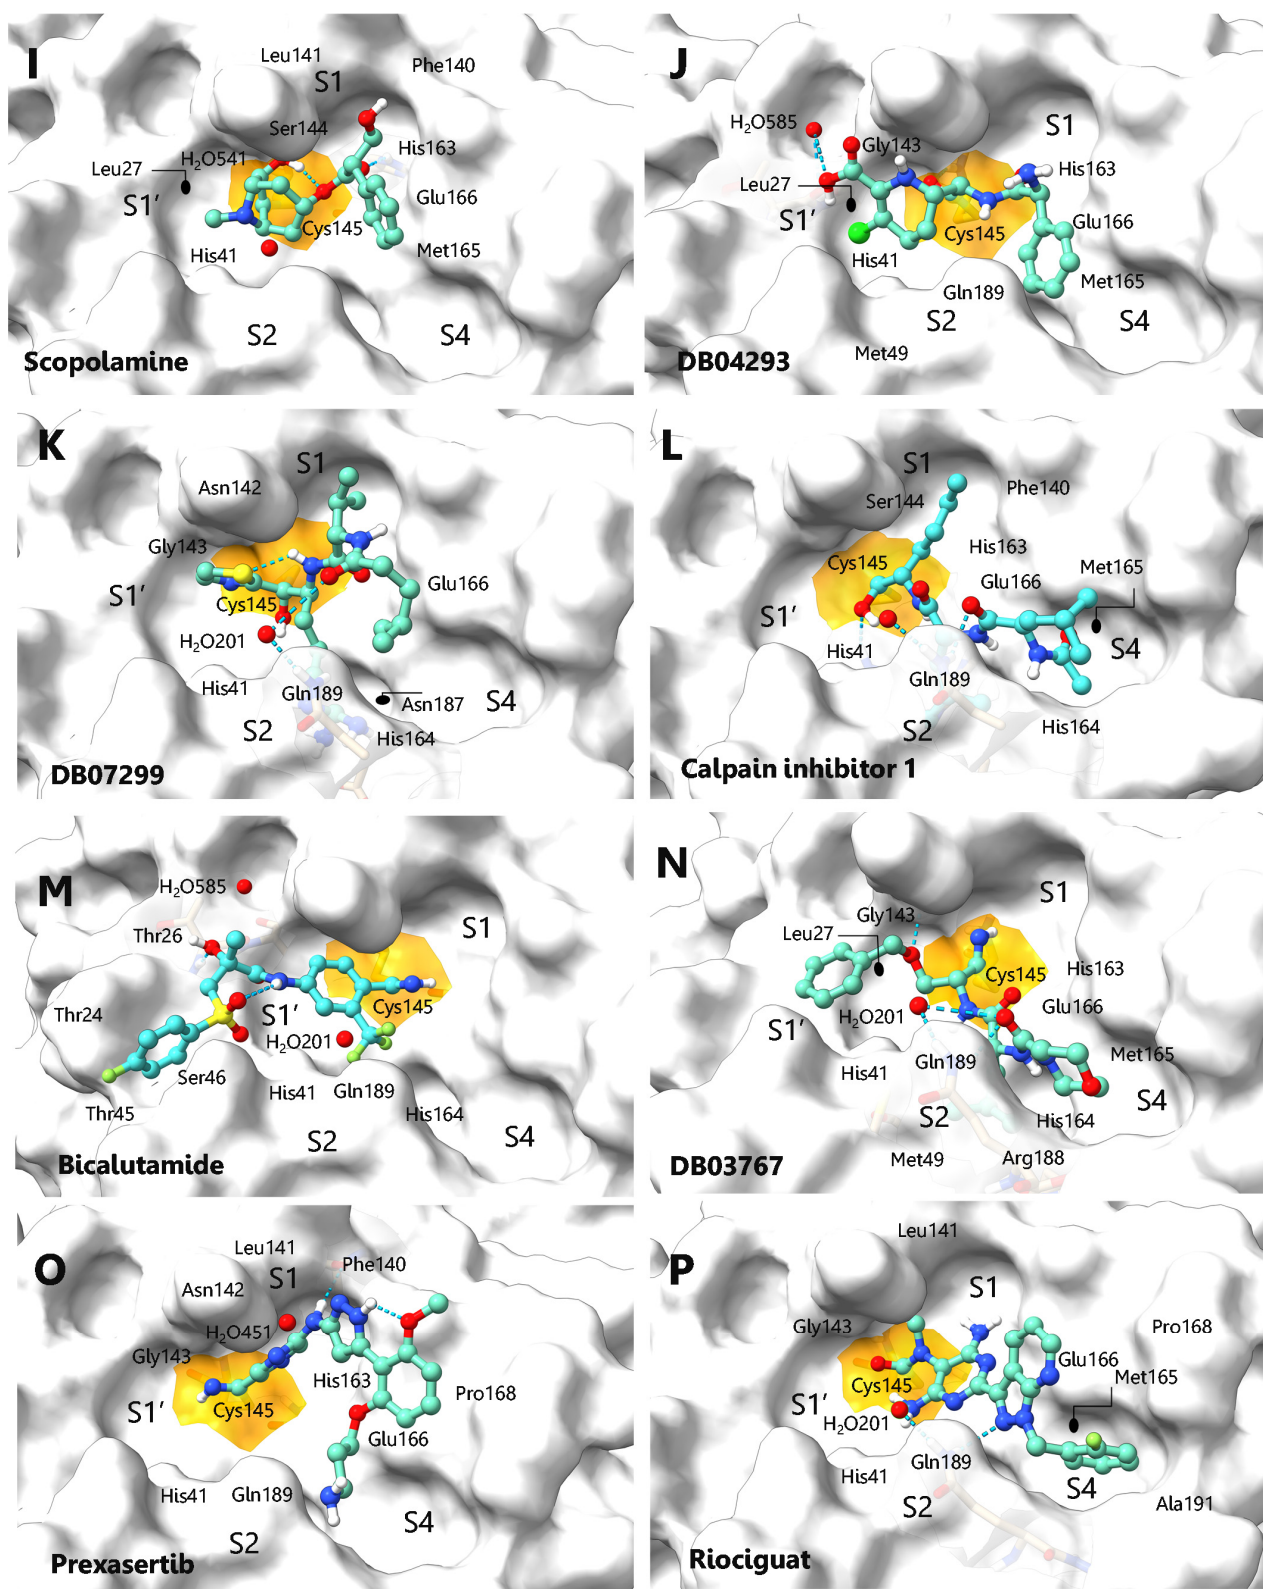 I
Leu141
S1
Phe140
Ser144
H₂O541
His163
Leu27
S1′
Glu166
Cys145
His41
Met165
S2
S4
Scopolamine
J
H₂O585
Gly143
S1
His163
Leu27
S1′
Glu166
Cys145
His41
Met165
Gln189
S2
S4
Met49
DB04293
K
S1
Asn142
Gly143
S1′
Glu166
Cys145
H₂O201
His41
Gln189
Asn187
S4
S2
His164
DB07299
L
S1
Ser144
Phe140
His163
Cys145
Glu166
Met165
S1′
His41
S4
Gln189
S2
His164
Calpain inhibitor 1
M
H₂O585
Thr26
S1
Thr24
S1′
Cys145
H₂O201
Ser46
His41
Gln189
Thr45
His164
S2
S4
Bicalutamide
N
S1
Gly143
Leu27
Cys145
His163
Glu166
H₂O201
S1′
Met165
His41
Gln189
S4
S2
His164
Met49
Arg188
DB03767
O
Leu141
Phe140
S1
Asn142
H₂O451
Gly143
His163
Pro168
S1′
Cys145
Glu166
His41
Gln189
S4
S2
Prexasertib
P
Leu141
S1
Gly143
Pro168
Glu166
Met165
Cys145
S1′
H₂O201
Gln189
His41
S4
S2
Ala191
Riociguat